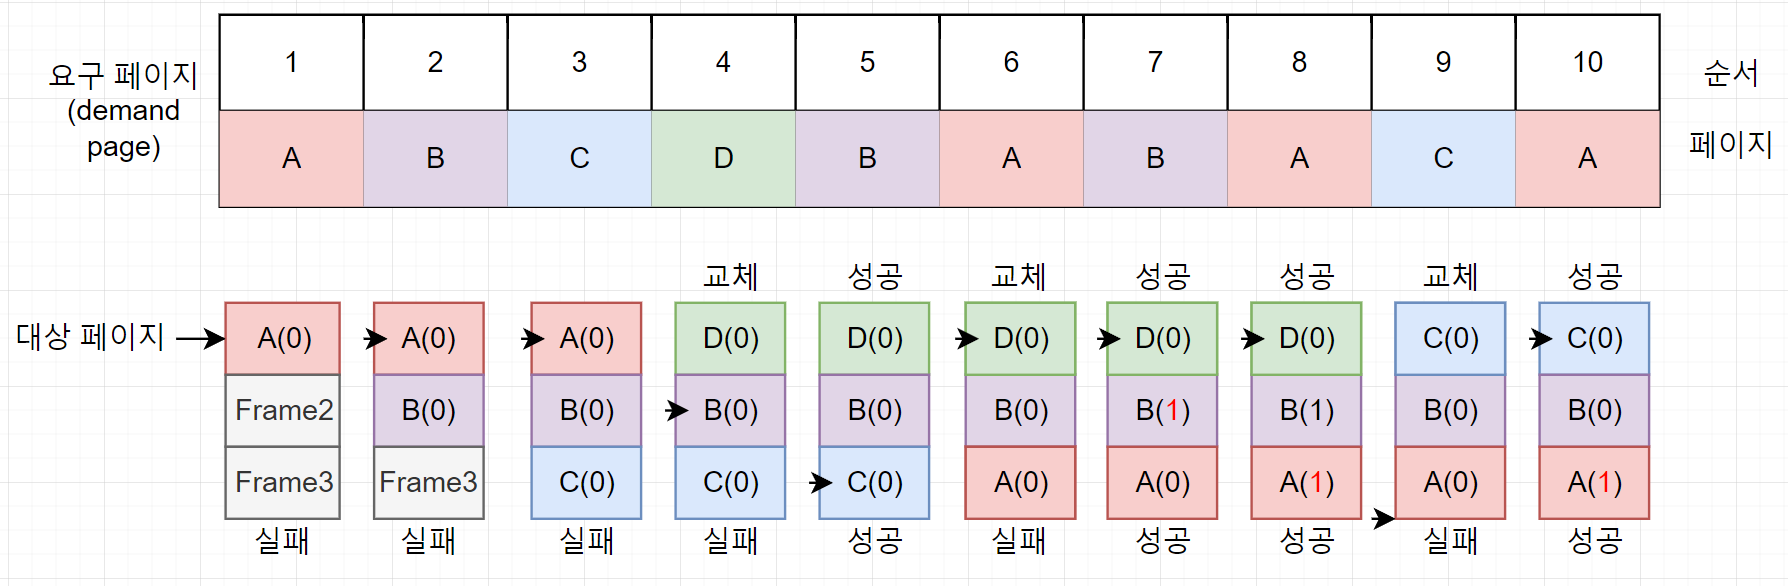 요구 페이지
(demand
page)
1 2 3 4 5 6 7 8 9 10
순서
A B C D B A B A C A
페이지
교체 성공 교체 성공 성공 교체 성공
대상 페이지
A(0) A(0) A(0) D(0) D(0) D(0) D(0) D(0) C(0) C(0)
Frame2 B(0) B(0) B(0) B(0) B(0) B(1) B(1) B(0) B(0)
Frame3 Frame3 C(0) C(0) C(0) A(0) A(0) A(1) A(0) A(1)
실패 실패 실패 실패 성공 실패 성공 성공 실패 성공